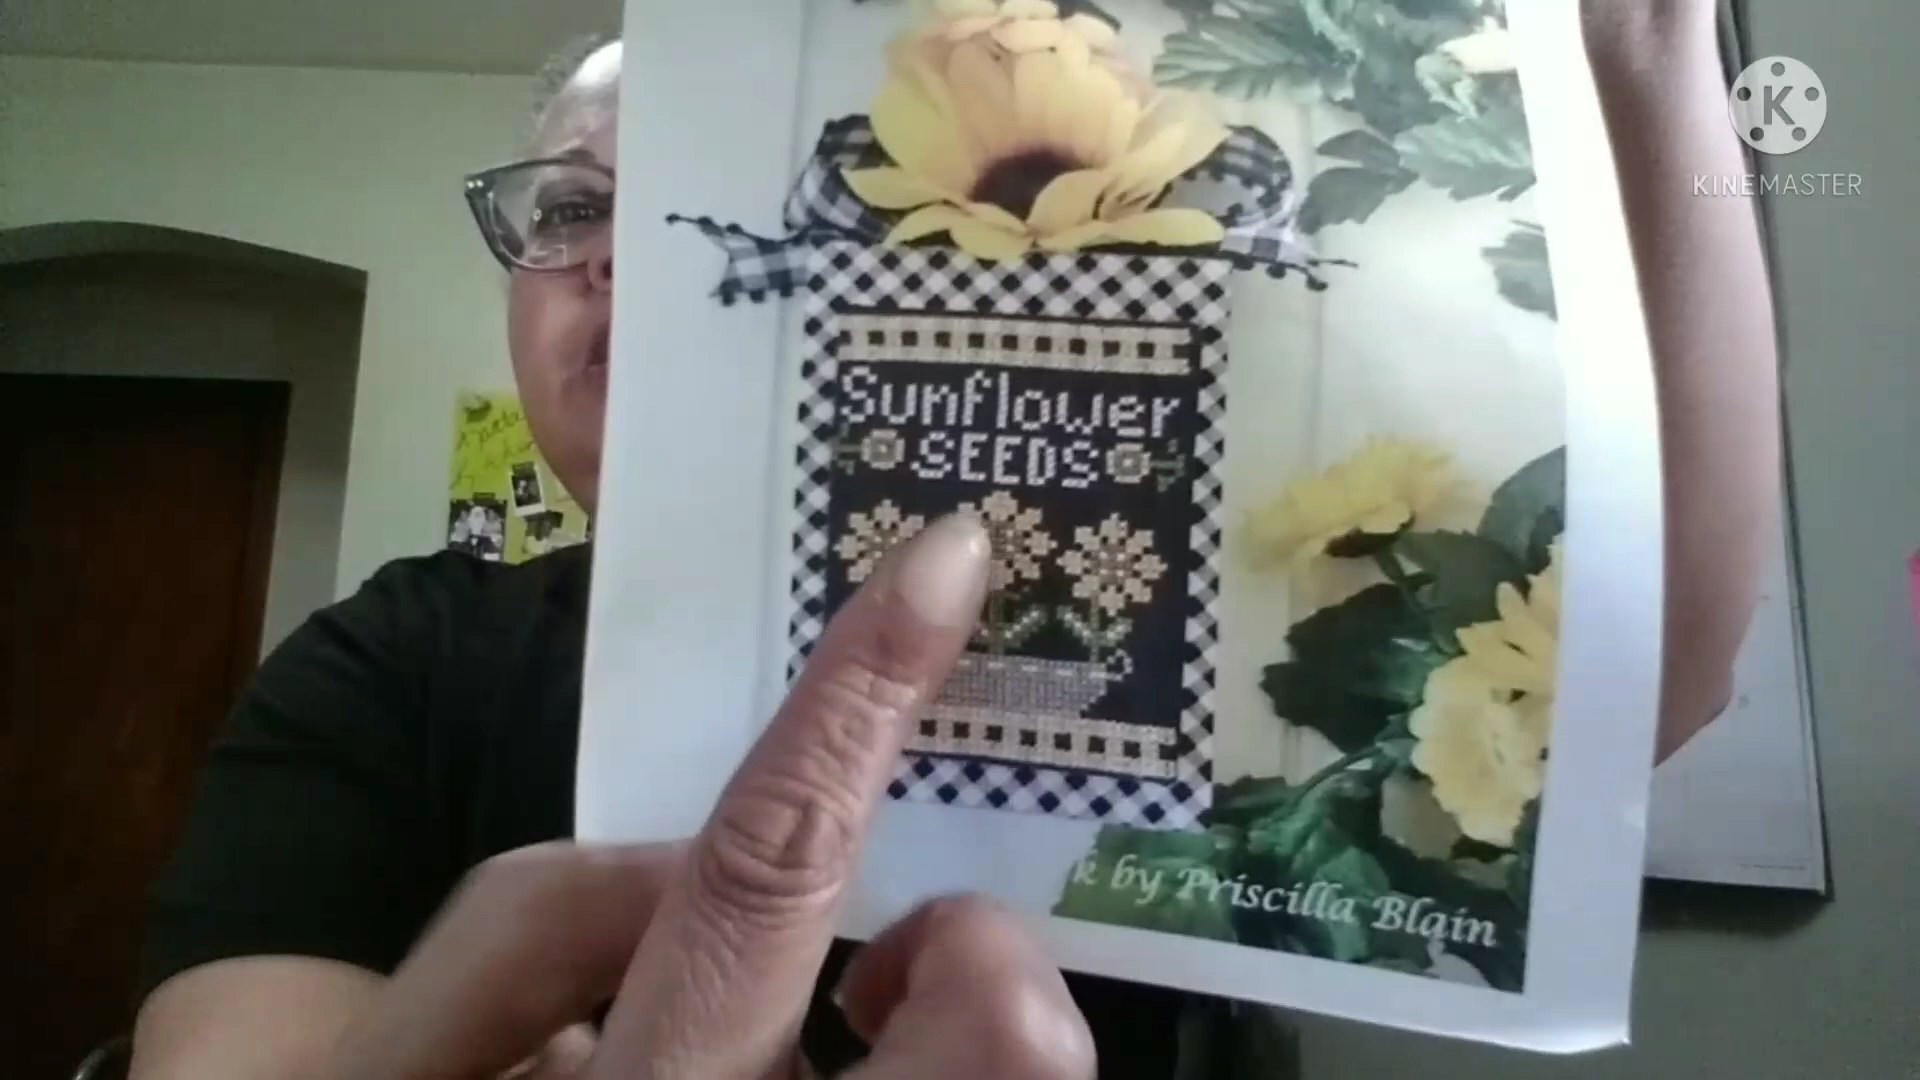 K
KINEMASTER
Sunflower
SEEDS
k by Priscilla Blain